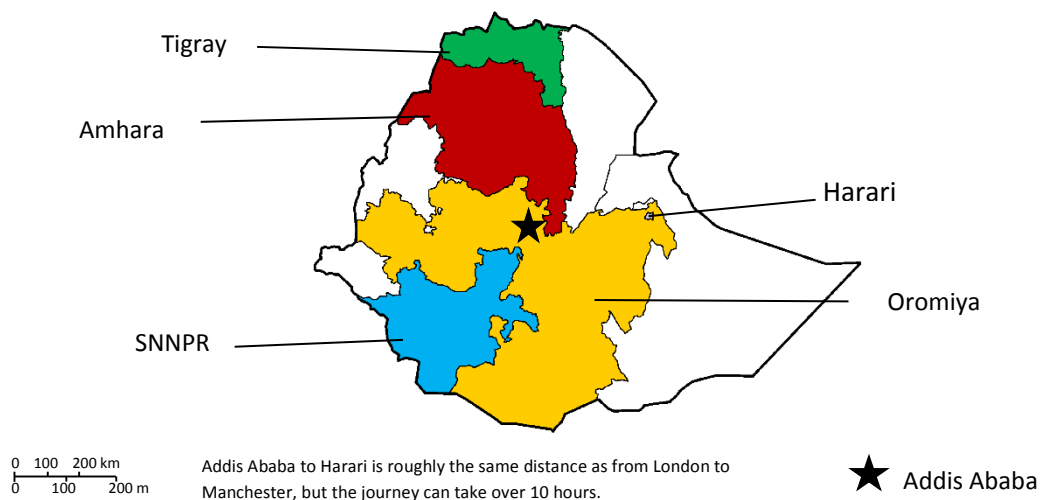 Tigray
Amhara
Harari
Oromiya
SNNPR
0 100 200 km
0 100 200 m
Addis Ababa to Harari is roughly the same distance as from London to
Manchester, but the journey can take over 10 hours.
Addis Ababa